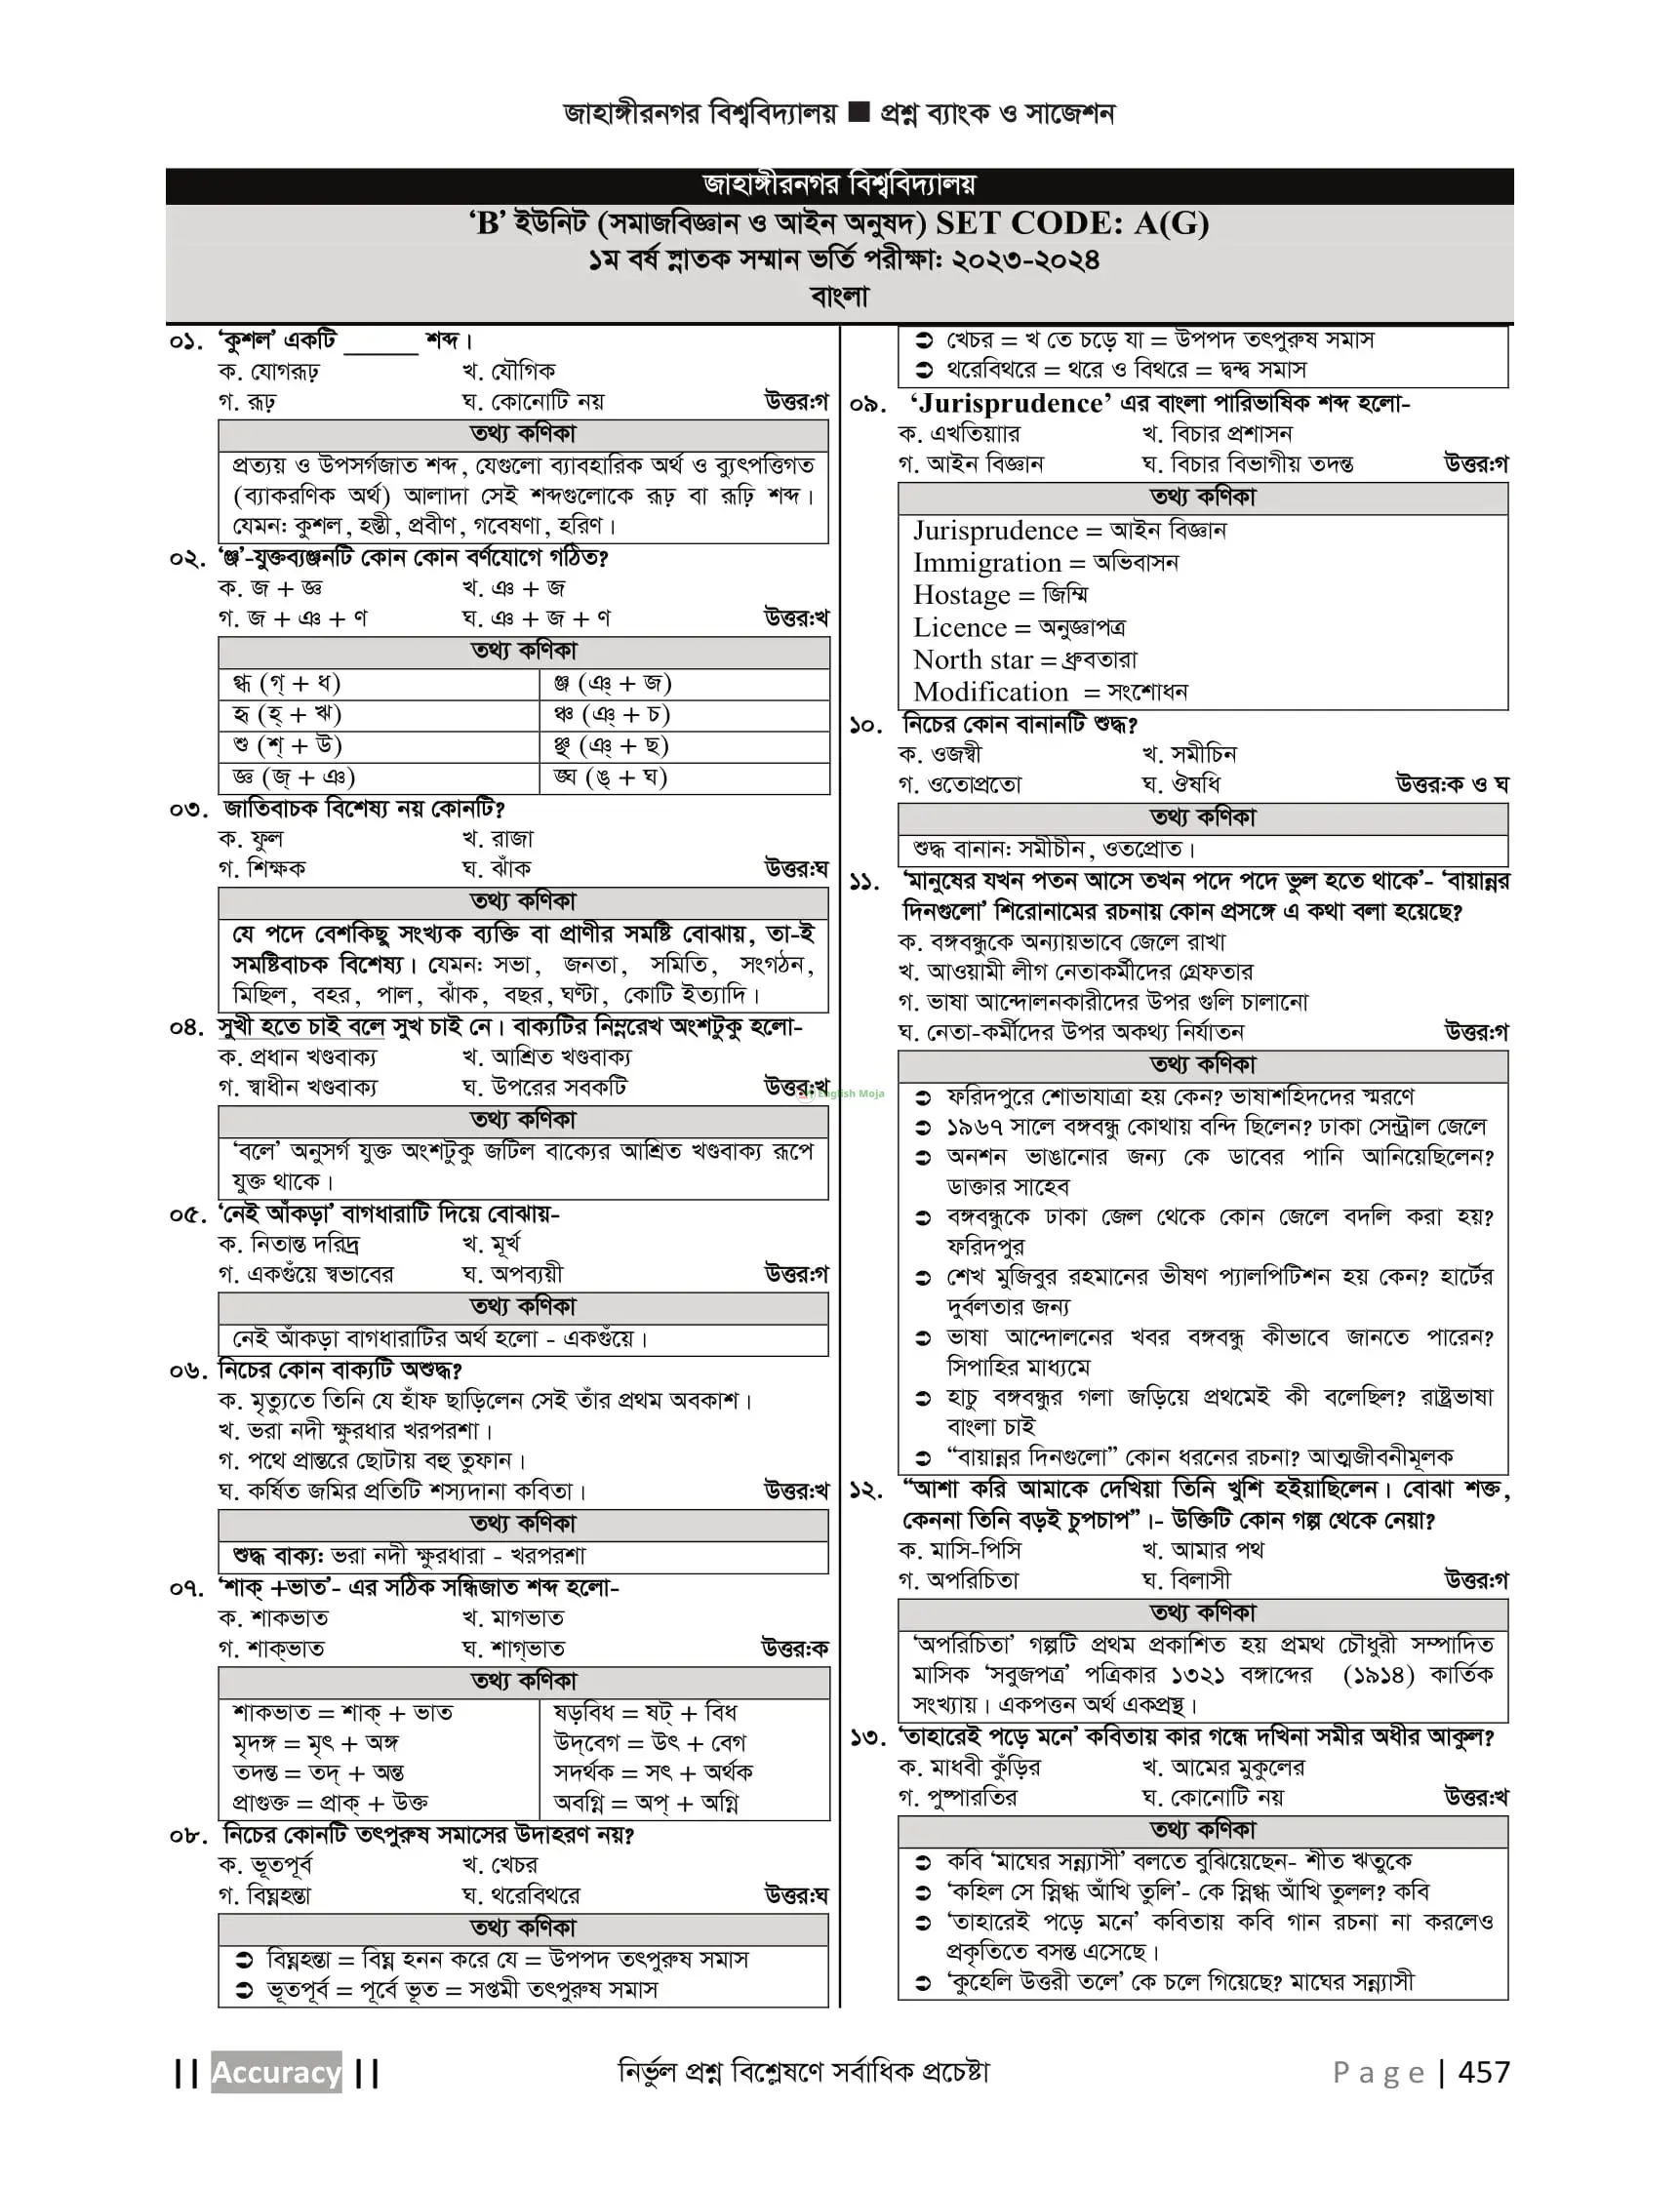 জাহাঙ্গীরনগর বিশ্ববিদ্যালয় ■ প্রশ্ন ব্যাংক ও সাজেশন
জাহাঙ্গীরনগর বিশ্ববিদ্যালয়
‘B’ ইউনিট (সমাজবিজ্ঞান ও আইন অনুষদ) SET CODE: A(G)
১ম বর্ষ স্নাতক সম্মান ভর্তি পরীক্ষা: ২০২৩-২০২৪
বাংলা
০১. ‘কুশল’ একটি ______ শব্দ।
ক. যোগরূঢ় খ. যৌগিক
গ. রূঢ় ঘ. কোনোটি নয় উত্তর:গ
তথ্য কণিকা
প্রত্যয় ও উপসর্গজাত শব্দ, যেগুলো ব্যাবহারিক অর্থ ও ব্যুৎপত্তিগত
(ব্যাকরণিক অর্থ) আলাদা সেই শব্দগুলোকে রূঢ় বা রূঢ়ি শব্দ।
যেমন: কুশল, হস্তী, প্রবীণ, গবেষণা, হরিণ।
০২. ‘ঞ্জ’-যুক্তব্যঞ্জনটি কোন কোন বর্ণযোগে গঠিত?
ক. জ + জ্ঞ খ. ঞ + জ
গ. জ + ঞ + ণ ঘ. ঞ + জ + ণ উত্তর:খ
তথ্য কণিকা
গ্ধ (গ্ + ধ) ঞ্জ (ঞ্ + জ)
হৃ (হ্ + ঋ) ঞ্চ (ঞ্ + চ)
শু (শ্ + উ) ঞ্ছ (ঞ্ + ছ)
জ্ঞ (জ্ + ঞ) ঙ্ঘ (ঙ্ + ঘ)
০৩. জাতিবাচক বিশেষ্য নয় কোনটি?
ক. ফুল খ. রাজা
গ. শিক্ষক ঘ. ঝাঁক উত্তর:ঘ
তথ্য কণিকা
যে পদে বেশকিছু সংখ্যক ব্যক্তি বা প্রাণীর সমষ্টি বোঝায়, তা-ই
সমষ্টিবাচক বিশেষ্য। যেমন: সভা, জনতা, সমিতি, সংগঠন,
মিছিল, বহর, পাল, ঝাঁক, বছর, ঘণ্টা, কোটি ইত্যাদি।
০৪. সুখী হতে চাই বলে সুখ চাই নে। বাক্যটির নিম্নরেখ অংশটুকু হলো-
ক. প্রধান খণ্ডবাক্য খ. আশ্রিত খণ্ডবাক্য
গ. স্বাধীন খণ্ডবাক্য ঘ. উপরের সবকটি উত্তর:খ
তথ্য কণিকা
‘বলে’ অনুসর্গ যুক্ত অংশটুকু জটিল বাক্যের আশ্রিত খণ্ডবাক্য রূপে
যুক্ত থাকে।
০৫. ‘নেই আঁকড়া’ বাগধারাটি দিয়ে বোঝায়-
ক. নিতান্ত দরিদ্র খ. মূর্খ
গ. একগুঁয়ে স্বভাবের ঘ. অপব্যয়ী উত্তর:গ
তথ্য কণিকা
নেই আঁকড়া বাগধারাটির অর্থ হলো - একগুঁয়ে।
০৬. নিচের কোন বাক্যটি অশুদ্ধ?
ক. মৃত্যুতে তিনি যে হাঁফ ছাড়িলেন সেই তাঁর প্রথম অবকাশ।
খ. ভরা নদী ক্ষুরধার খরপরশা।
গ. পথে প্রান্তরে ছোটায় বহু তুফান।
ঘ. কর্ষিত জমির প্রতিটি শস্যদানা কবিতা। উত্তর:খ
তথ্য কণিকা
শুদ্ধ বাক্য: ভরা নদী ক্ষুরধারা - খরপরশা
০৭. ‘শাক্ +ভাত’- এর সঠিক সন্ধিজাত শব্দ হলো-
ক. শাকভাত খ. মাগভাত
গ. শাক্‌ভাত ঘ. শাগ্‌ভাত উত্তর:ক
তথ্য কণিকা
শাকভাত = শাক্ + ভাত ষড়বিধ = ষট্ + বিধ
মৃদঙ্গ = মৃৎ + অঙ্গ উদ্‌বেগ = উৎ + বেগ
তদন্ত = তদ্ + অন্ত সদর্থক = সৎ + অর্থক
প্রাগুক্ত = প্রাক্ + উক্ত অবগ্নি = অপ্ + অগ্নি
০৮. নিচের কোনটি তৎপুরুষ সমাসের উদাহরণ নয়?
ক. ভূতপূর্ব খ. খেচর
গ. বিঘ্নহন্তা ঘ. থরেবিথরে উত্তর:ঘ
তথ্য কণিকা
➲ বিঘ্নহন্তা = বিঘ্ন হনন করে যে = উপপদ তৎপুরুষ সমাস
➲ ভূতপূর্ব = পূর্বে ভূত = সপ্তমী তৎপুরুষ সমাস
➲ খেচর = খ তে চড়ে যা = উপপদ তৎপুরুষ সমাস
➲ থরেবিথরে = থরে ও বিথরে = দ্বন্দ্ব সমাস
০৯. ‘Jurisprudence’ এর বাংলা পারিভাষিক শব্দ হলো-
ক. এখতিয়াার খ. বিচার প্রশাসন
গ. আইন বিজ্ঞান ঘ. বিচার বিভাগীয় তদন্ত উত্তর:গ
তথ্য কণিকা
Jurisprudence = আইন বিজ্ঞান
Immigration = অভিবাসন
Hostage = জিম্মি
Licence = অনুজ্ঞাপত্র
North star = ধ্রুবতারা
Modification = সংশোধন
১০. নিচের কোন বানানটি শুদ্ধ?
ক. ওজস্বী খ. সমীচিন
গ. ওতোপ্রতো ঘ. ঔষধি উত্তর:ক ও ঘ
তথ্য কণিকা
শুদ্ধ বানান: সমীচীন, ওতপ্রোত।
১১. ‘মানুষের যখন পতন আসে তখন পদে পদে ভুল হতে থাকে’- ‘বায়ান্নর
দিনগুলো’ শিরোনামের রচনায় কোন প্রসঙ্গে এ কথা বলা হয়েছে?
ক. বঙ্গবন্ধুকে অন্যায়ভাবে জেলে রাখা
খ. আওয়ামী লীগ নেতাকর্মীদের গ্রেফতার
গ. ভাষা আন্দোলনকারীদের উপর গুলি চালানো
ঘ. নেতা-কর্মীদের উপর অকথ্য নির্যাতন উত্তর:গ
তথ্য কণিকা
➲ ফরিদপুরে শোভাযাত্রা হয় কেন? ভাষাশহিদদের স্মরণে
➲ ১৯৬৭ সালে বঙ্গবন্ধু কোথায় বন্দি ছিলেন? ঢাকা সেন্ট্রাল জেলে
➲ অনশন ভাঙানোর জন্য কে ডাবের পানি আনিয়েছিলেন?
ডাক্তার সাহেব
➲ বঙ্গবন্ধুকে ঢাকা জেল থেকে কোন জেলে বদলি করা হয়?
ফরিদপুর
➲ শেখ মুজিবুর রহমানের ভীষণ প্যালপিটিশন হয় কেন? হার্টের
দুর্বলতার জন্য
➲ ভাষা আন্দোলনের খবর বঙ্গবন্ধু কীভাবে জানতে পারেন?
সিপাহির মাধ্যমে
➲ হাচু বঙ্গবন্ধুর গলা জড়িয়ে প্রথমেই কী বলেছিল? রাষ্ট্রভাষা
বাংলা চাই
➲ “বায়ান্নর দিনগুলো” কোন ধরনের রচনা? আত্মজীবনীমূলক
১২. “আশা করি আমাকে দেখিয়া তিনি খুশি হইয়াছিলেন। বোঝা শক্ত,
কেননা তিনি বড়ই চুপচাপ”।- উক্তিটি কোন গল্প থেকে নেয়া?
ক. মাসি-পিসি খ. আমার পথ
গ. অপরিচিতা ঘ. বিলাসী উত্তর:গ
তথ্য কণিকা
‘অপরিচিতা’ গল্পটি প্রথম প্রকাশিত হয় প্রমথ চৌধুরী সম্পাদিত
মাসিক ‘সবুজপত্র’ পত্রিকার ১৩২১ বঙ্গাব্দের (১৯১৪) কার্তিক
সংখ্যায়। একপত্তন অর্থ একপ্রস্থ।
১৩. ‘তাহারেই পড়ে মনে’ কবিতায় কার গন্ধে দখিনা সমীর অধীর আকুল?
ক. মাধবী কুঁড়ির খ. আমের মুকুলের
গ. পুষ্পারতির ঘ. কোনোটি নয় উত্তর:খ
তথ্য কণিকা
➲ কবি ‘মাঘের সন্ন্যাসী’ বলতে বুঝিয়েছেন- শীত ঋতুকে
➲ ‘কহিল সে স্নিগ্ধ আঁখি তুলি’- কে স্নিগ্ধ আঁখি তুলল? কবি
➲ ‘তাহারেই পড়ে মনে’ কবিতায় কবি গান রচনা না করলেও
প্রকৃতিতে বসন্ত এসেছে।
➲ ‘কুহেলি উত্তরী তলে’ কে চলে গিয়েছে? মাঘের সন্ন্যাসী
English Moja
|| Accuracy || নির্ভুল প্রশ্ন বিশ্লেষণে সর্বাধিক প্রচেষ্টা Page | 457